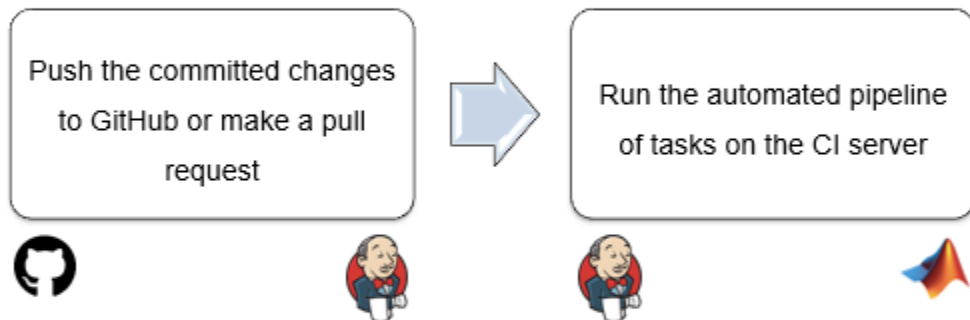 Push the committed changes
to GitHub or make a pull
request
Run the automated pipeline
of tasks on the CI server